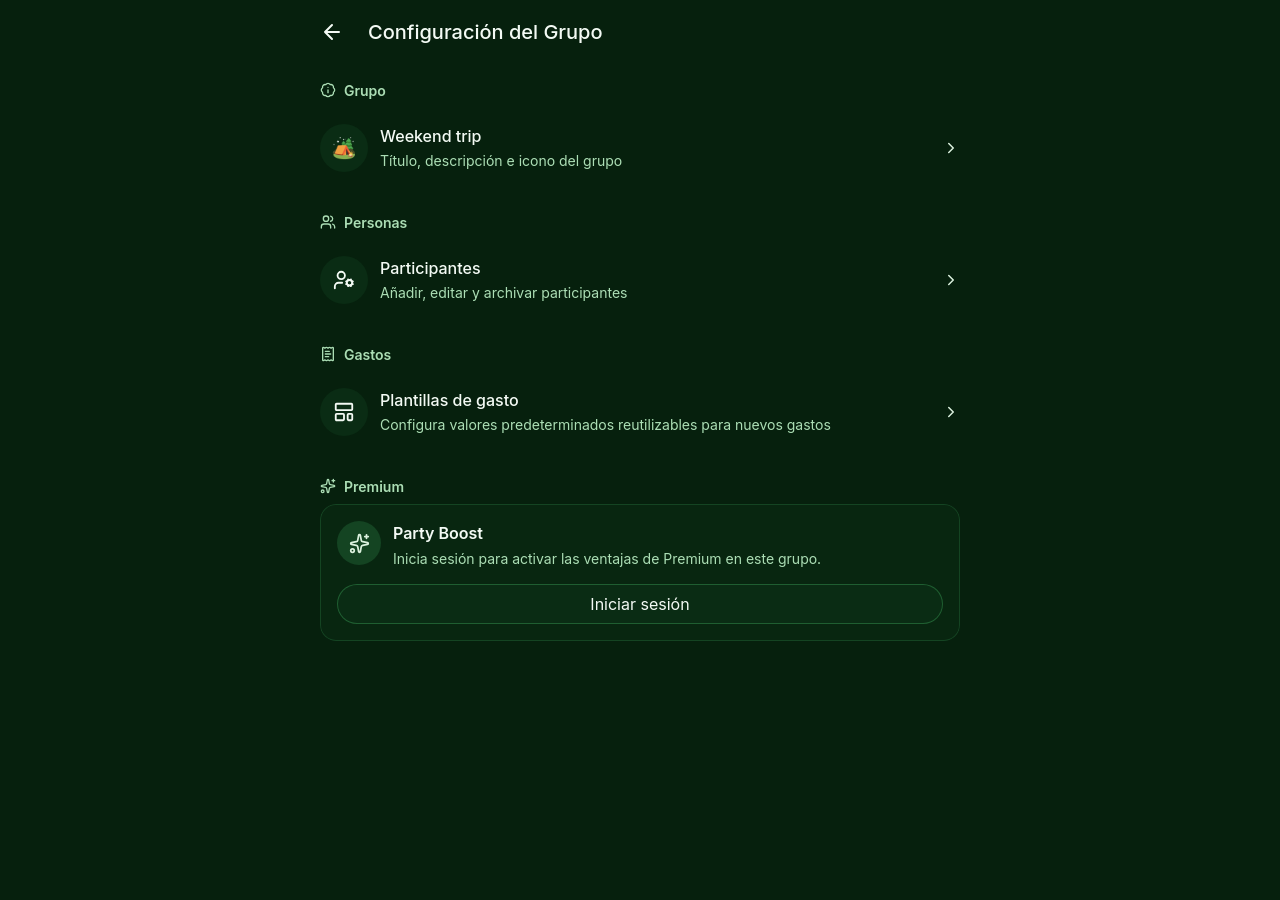 Configuración del Grupo
Grupo
Weekend trip
Título, descripción e icono del grupo
Personas
Participantes
Añadir, editar y archivar participantes
Gastos
Plantillas de gasto
Configura valores predeterminados reutilizables para nuevos gastos
Premium
Party Boost
Inicia sesión para activar las ventajas de Premium en este grupo.
Iniciar sesión